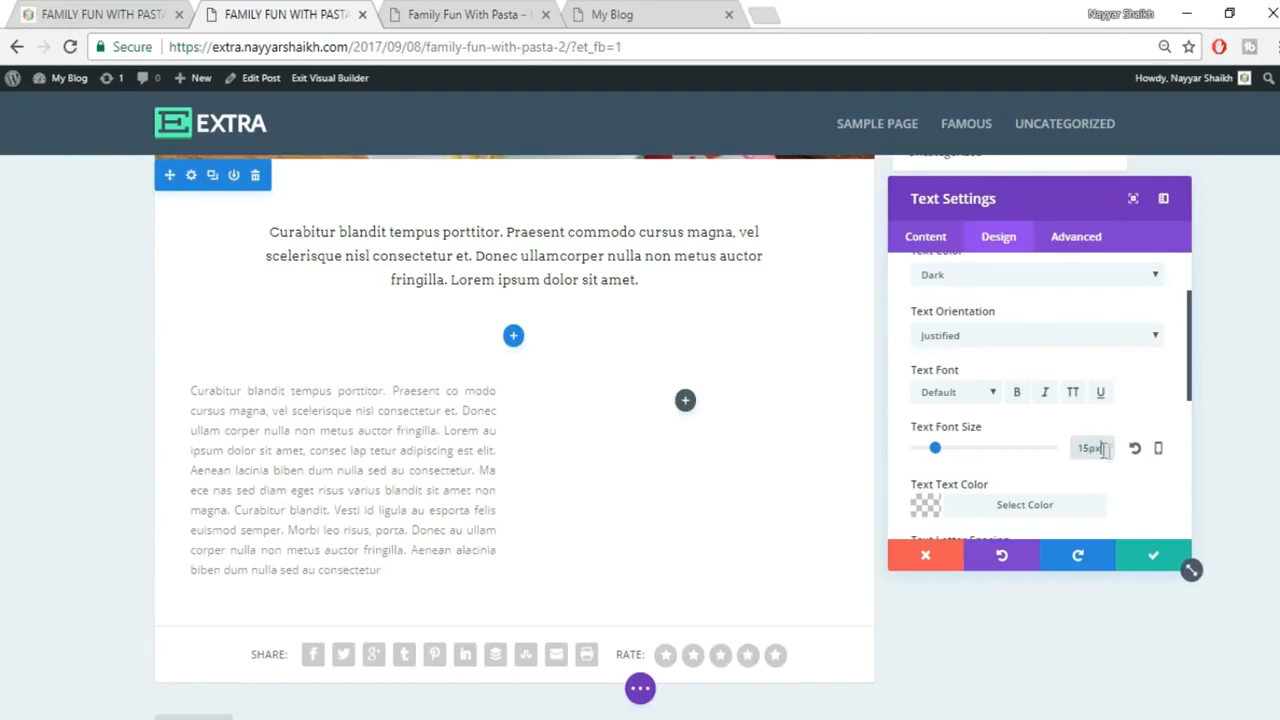 FAMILY FUN WITH PASTA
FAMILY FUN WITH PASTA
Family Fun With Pasta –
My Blog
Nayyar Shaikh
Secure
https://extra.nayyarshaikh.com/2017/09/08/family-fun-with-pasta-2/?et_fb=1
My Blog 1 0 New Edit Post Exit Visual Builder
Howdy, Nayyar Shaikh
E EXTRA
SAMPLE PAGE FAMOUS UNCATEGORIZED
Uncategorized
Text Settings
Content Design Advanced
Text Color
Dark
Text Orientation
Justified
Text Font
Default B I TT U
Text Font Size
15px
Text Text Color
Select Color
Text Letter Spacing
Curabitur blandit tempus porttitor. Praesent commodo cursus magna, vel
scelerisque nisl consectetur et. Donec ullamcorper nulla non metus auctor
fringilla. Lorem ipsum dolor sit amet.
Curabitur blandit tempus porttitor. Praesent co modo
cursus magna, vel scelerisque nisl consectetur et. Donec
ullam corper nulla non metus auctor fringilla. Lorem au
ipsum dolor sit amet, consec lap tetur adipiscing est elit.
Aenean lacinia biben dum nulla sed au consectetur. Ma
ece nas sed diam eget risus varius blandit sit amet non
magna. Curabitur blandit. Vesti id ligula au esporta felis
euismod semper. Morbi leo risus, porta. Donec au ullam
corper nulla non metus auctor fringilla. Aenean alacinia
biben dum nulla sed au consectetur
SHARE:
RATE: